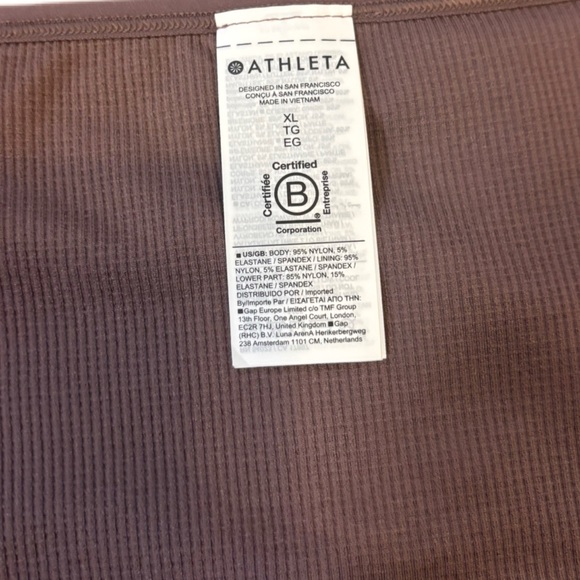 ATHLETA
DESIGNED IN SAN FRANCISCO
CONÇU À SAN FRANCISCO
MADE IN VIETNAM
XL
TG
EG
Certified
Certifiée
B
Entreprise
®
Corporation
■ US/GB: BODY: 95% NYLON, 5%
ELASTANE / SPANDEX / LINING: 95%
NYLON, 5% ELASTANE / SPANDEX /
LOWER PART: 85% NYLON, 15%
ELASTANE / SPANDEX
DISTRIBUIDO POR / Imported
By/Importe Par / ΕΙΣΑΓΕΤΑΙ ΑΠΟ ΤΗΝ:
■ Gap Europe Limited c/o TMF Group
13th Floor, One Angel Court, London,
EC2R 7HJ, United Kingdom ■ Gap
(RHC) B.V. Luna ArenA Herikerbergweg
238 Amsterdam 1101 CM, Netherlands